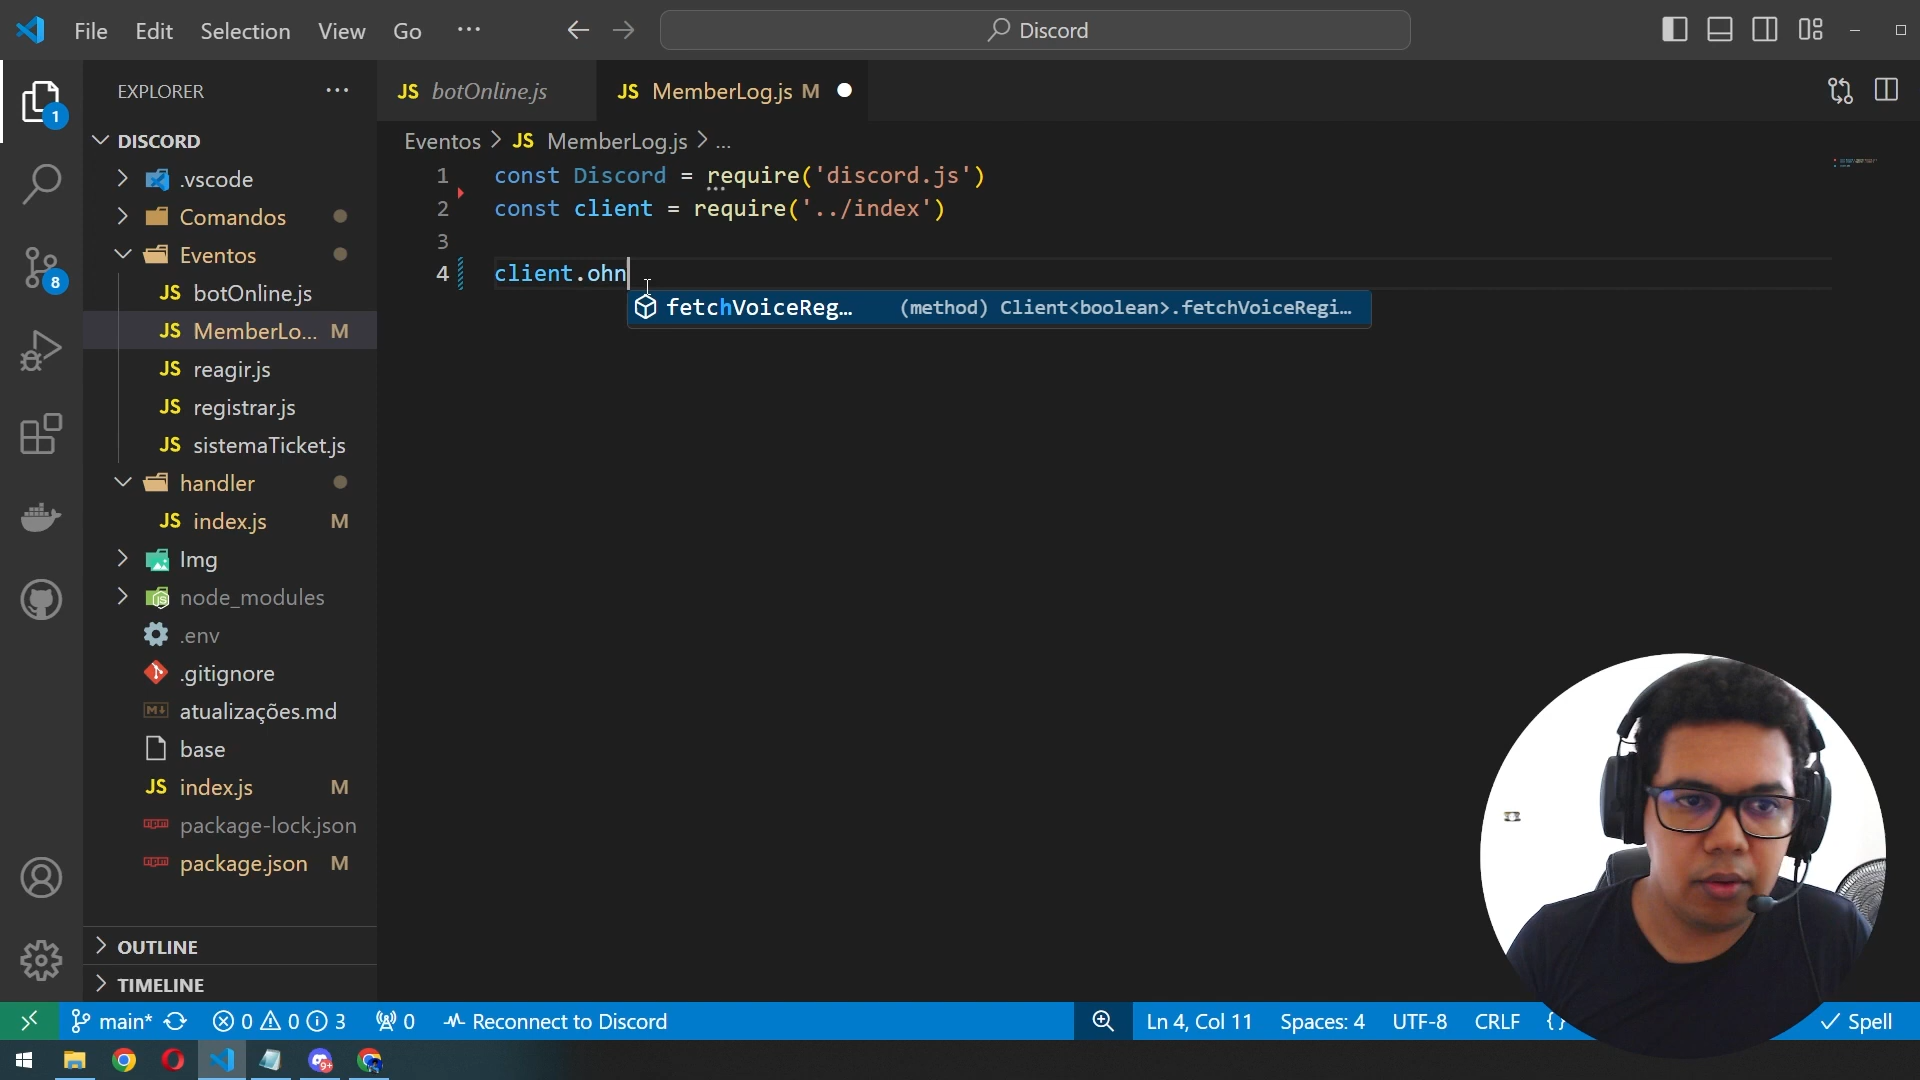 File Edit Selection View Go ···
Discord
EXPLORER
JS botOnline.js
JS MemberLog.js M
DISCORD
Eventos > JS MemberLog.js > ...
.vscode
Comandos
Eventos
JS botOnline.js
JS MemberLo... M
JS reagir.js
JS registrar.js
JS sistemaTicket.js
handler
JS index.js M
Img
node_modules
.env
.gitignore
atualizações.md
base
JS index.js M
package-lock.json
package.json M
OUTLINE
TIMELINE
1 const Discord = require('discord.js')
2 const client = require('../index')
3
4 client.ohn
fetchVoiceReg... (method) Client<boolean>.fetchVoiceRegi...
1
8
main* 0 0 3 0 Reconnect to Discord
Ln 4, Col 11 Spaces: 4 UTF-8 CRLF {} Spell
9+